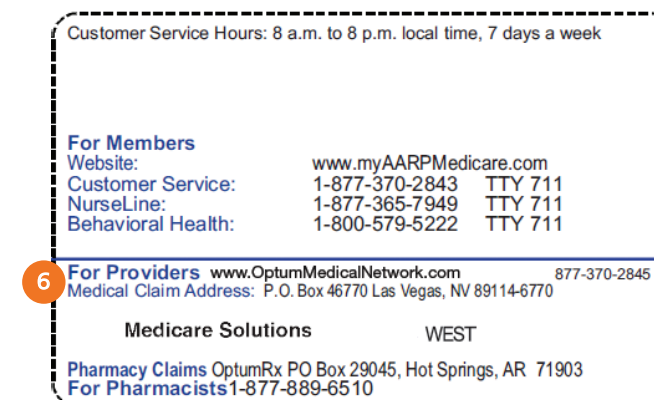 Customer Service Hours: 8 a.m. to 8 p.m. local time, 7 days a week
For Members
Website: www.myAARPMedicare.com
Customer Service: 1-877-370-2843 TTY 711
NurseLine: 1-877-365-7949 TTY 711
Behavioral Health: 1-800-579-5222 TTY 711
6
For Providers www.OptumMedicalNetwork.com 877-370-2845
Medical Claim Address: P.O. Box 46770 Las Vegas, NV 89114-6770
Medicare Solutions WEST
Pharmacy Claims OptumRx PO Box 29045, Hot Springs, AR 71903
For Pharmacists1-877-889-6510